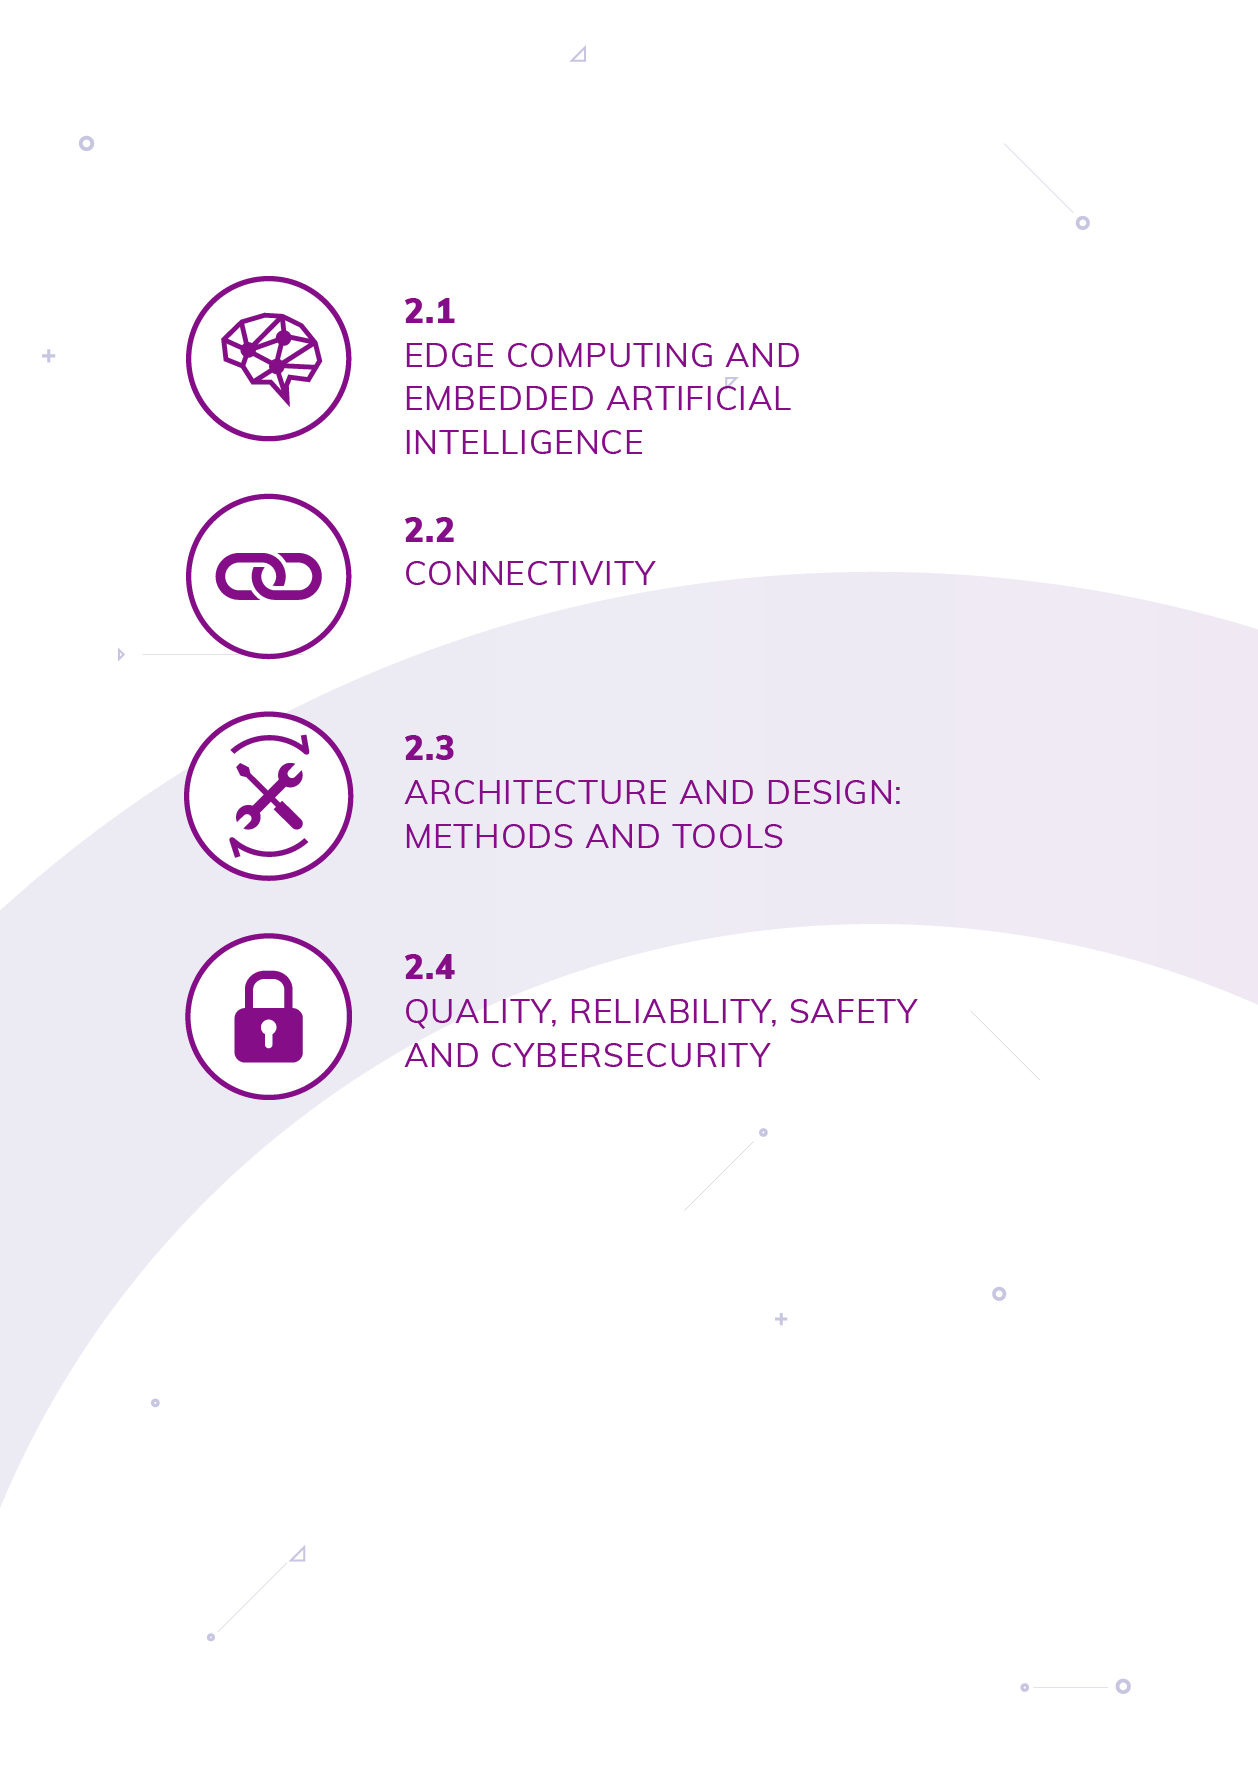 2.1
EDGE COMPUTING AND
EMBEDDED ARTIFICIAL
INTELLIGENCE
2.2
CONNECTIVITY
2.3
ARCHITECTURE AND DESIGN:
METHODS AND TOOLS
2.4
QUALITY, RELIABILITY, SAFETY
AND CYBERSECURITY